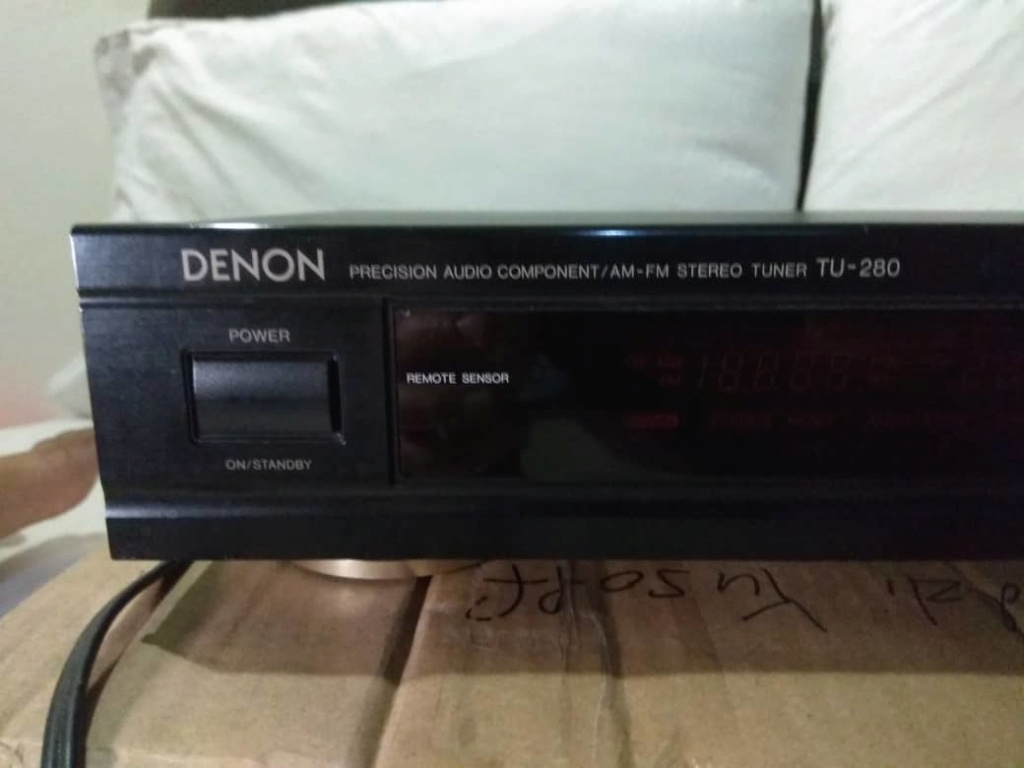 DENON PRECISION AUDIO COMPONENT/AM-FM STEREO TUNER TU-280
POWER
REMOTE SENSOR
ON/STANDBY